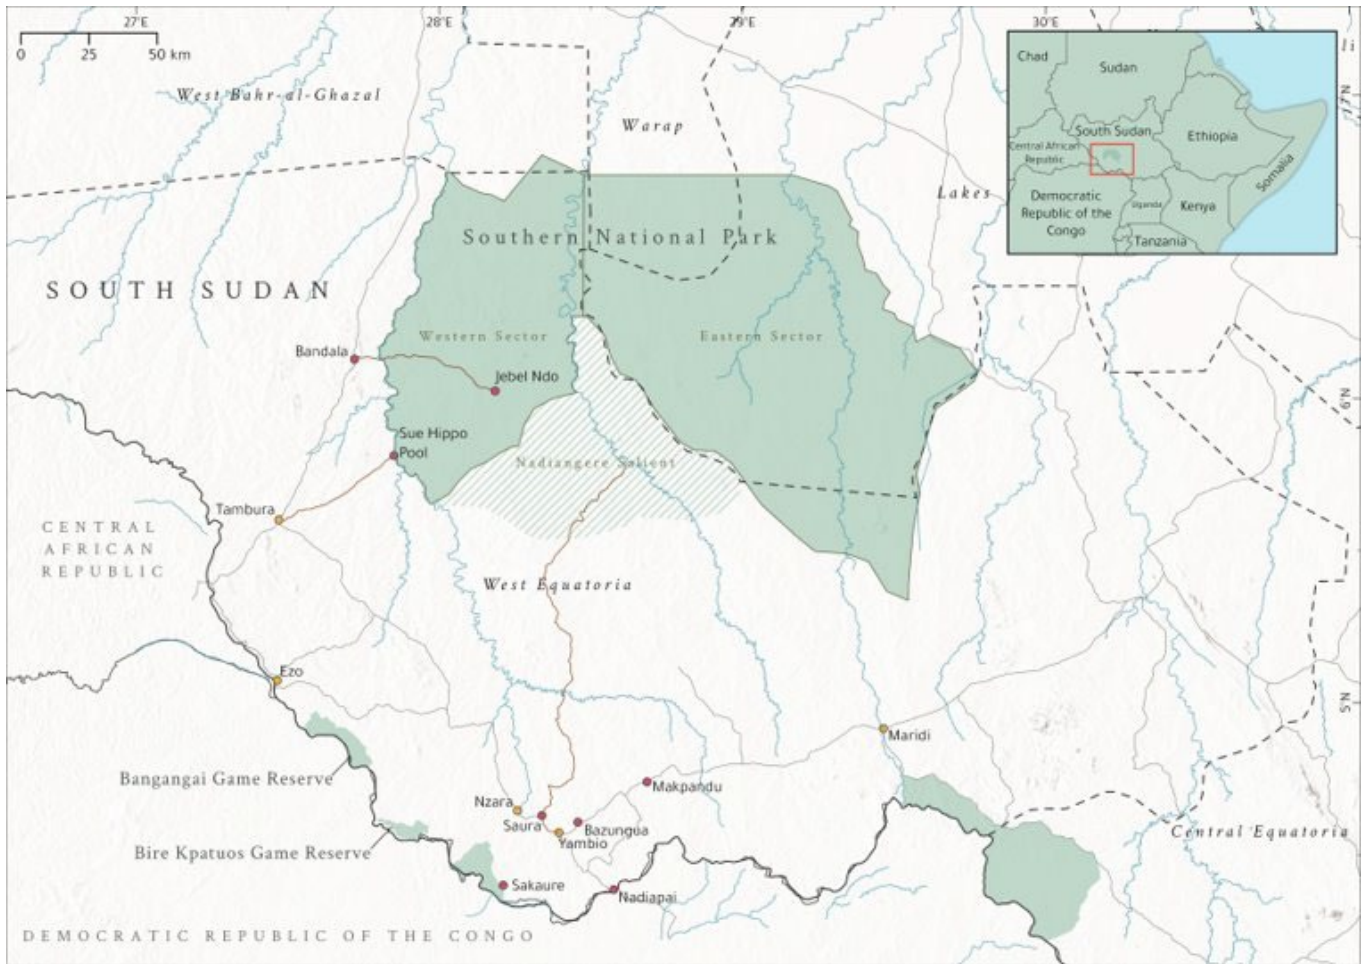 27°E
28°E
29°E
30°E
0 25 50 km
West Bahr-al-Ghazal
Warap
Lakes
7°N
Chad
Sudan
South Sudan
Ethiopia
Central African
Republic
Somalia
Democratic
Republic of the
Congo
Uganda
Kenya
Tanzania
Southern National Park
SOUTH SUDAN
Western Sector
Eastern Sector
Bandala
Jebel Ndo
6°N
Sue Hippo
Pool
Nadiangere Salient
Tambura
CENTRAL
AFRICAN
REPUBLIC
West Equatoria
Ezo
5°N
Maridi
Bangangai Game Reserve
Makpandu
Nzara
Saura
Bazungua
Yambio
Central Equatoria
Bire Kpatuos Game Reserve
Sakaure
Nadiapai
DEMOCRATIC REPUBLIC OF THE CONGO